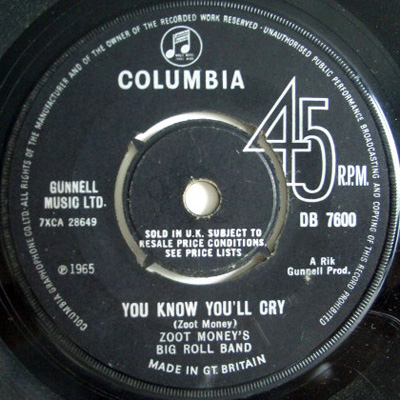 COLUMBIA GRAPHOPHONE CO.LTD. ALL RIGHTS OF THE MANUFACTURER AND OF THE OWNER OF THE RECORDED WORK RESERVED · UNAUTHORISED PUBLIC PERFORMANCE BROADCASTING AND COPYING OF THIS RECORD PROHIBITED
COLUMBIA
45
R.P.M.
GUNNELL
MUSIC LTD.
7XCA 28649
DB 7600
SOLD IN U.K. SUBJECT TO
RESALE PRICE CONDITIONS,
SEE PRICE LISTS
℗ 1965
A Rik
Gunnell Prod.
YOU KNOW YOU'LL CRY
(Zoot Money)
ZOOT MONEY'S
BIG ROLL BAND
MADE IN GT. BRITAIN